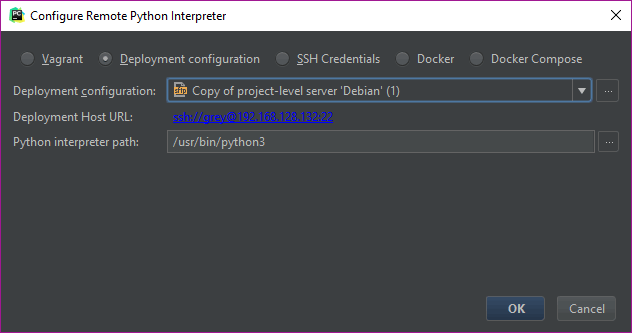 Configure Remote Python Interpreter
Vagrant Deployment configuration SSH Credentials Docker Docker Compose
Deployment configuration: Copy of project-level server 'Debian' (1) ...
Deployment Host URL: ssh://grev@192.168.128.132:22
Python interpreter path: /usr/bin/python3 ...
OK Cancel